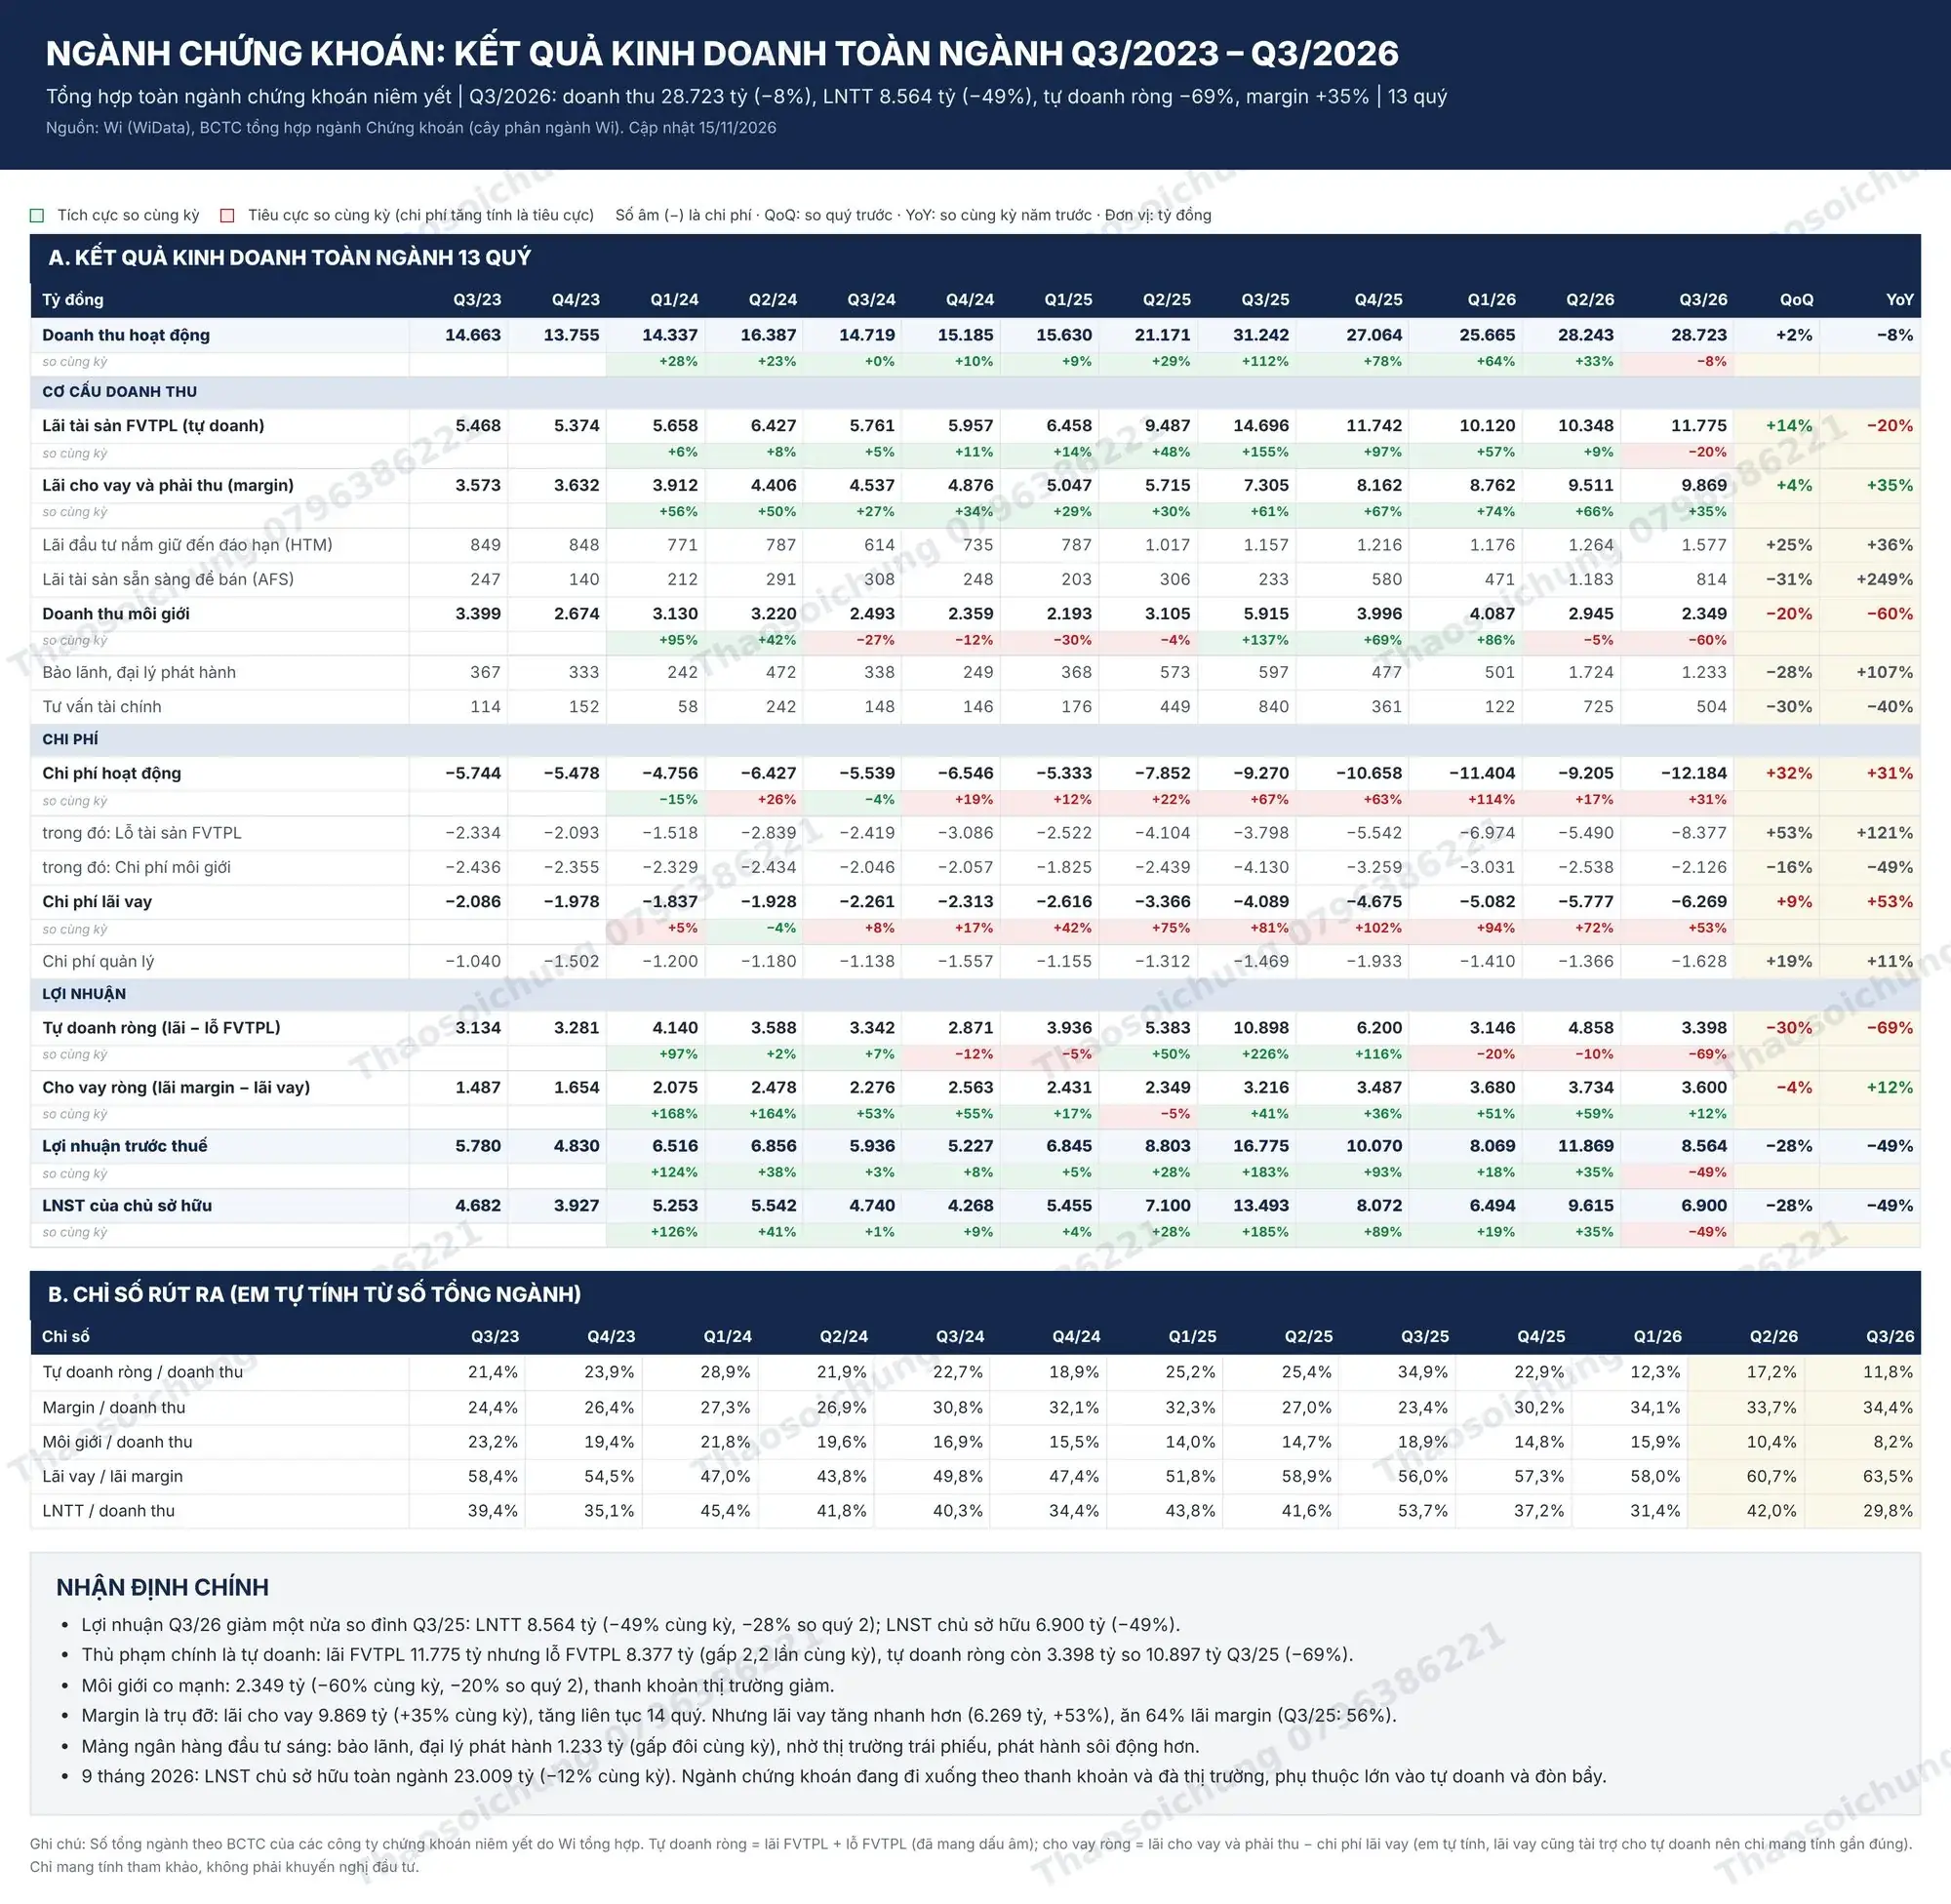 NGÀNH CHỨNG KHOÁN: KẾT QUẢ KINH DOANH TOÀN NGÀNH Q3/2023 – Q3/2026
Tổng hợp toàn ngành chứng khoán niêm yết | Q3/2026: doanh thu 28.723 tỷ (−8%), LNTT 8.564 tỷ (−49%), tự doanh ròng −69%, margin +35% | 13 quý
Nguồn: Wi (WiData), BCTC tổng hợp ngành Chứng khoán (cây phân ngành Wi). Cập nhật 15/11/2026
Tích cực so cùng kỳ Tiêu cực so cùng kỳ (chi phí tăng tính là tiêu cực) Số âm (−) là chi phí · QoQ: so quý trước · YoY: so cùng kỳ năm trước · Đơn vị: tỷ đồng
A. KẾT QUẢ KINH DOANH TOÀN NGÀNH 13 QUÝ
Tỷ đồng Q3/23 Q4/23 Q1/24 Q2/24 Q3/24 Q4/24 Q1/25 Q2/25 Q3/25 Q4/25 Q1/26 Q2/26 Q3/26 QoQ YoY
Doanh thu hoạt động 14.663 13.755 14.337 16.387 14.719 15.185 15.630 21.171 31.242 27.064 25.665 28.243 28.723 +2% −8%
so cùng kỳ +28% +23% +0% +10% +9% +29% +112% +78% +64% +33% −8%
CƠ CẤU DOANH THU
Lãi tài sản FVTPL (tự doanh) 5.468 5.374 5.658 6.427 5.761 5.957 6.458 9.487 14.696 11.742 10.120 10.348 11.775 +14% −20%
so cùng kỳ +6% +8% +5% +11% +14% +48% +155% +97% +57% +9% −20%
Lãi cho vay và phải thu (margin) 3.573 3.632 3.912 4.406 4.537 4.876 5.047 5.715 7.305 8.162 8.762 9.511 9.869 +4% +35%
so cùng kỳ +56% +50% +27% +34% +29% +30% +61% +67% +74% +66% +35%
Lãi đầu tư nắm giữ đến đáo hạn (HTM) 849 848 771 787 614 735 787 1.017 1.157 1.216 1.176 1.264 1.577 +25% +36%
Lãi tài sản sẵn sàng để bán (AFS) 247 140 212 291 308 248 203 306 233 580 471 1.183 814 −31% +249%
Doanh thu môi giới 3.399 2.674 3.130 3.220 2.493 2.359 2.193 3.105 5.915 3.996 4.087 2.945 2.349 −20% −60%
so cùng kỳ +95% +42% −27% −12% −30% −4% +137% +69% +86% −5% −60%
Bảo lãnh, đại lý phát hành 367 333 242 472 338 249 368 573 597 477 501 1.724 1.233 −28% +107%
Tư vấn tài chính 114 152 58 242 148 146 176 449 840 361 122 725 504 −30% −40%
CHI PHÍ
Chi phí hoạt động −5.744 −5.478 −4.756 −6.427 −5.539 −6.546 −5.333 −7.852 −9.270 −10.658 −11.404 −9.205 −12.184 +32% +31%
so cùng kỳ −15% +26% −4% +19% +12% +22% +67% +63% +114% +17% +31%
trong đó: Lỗ tài sản FVTPL −2.334 −2.093 −1.518 −2.839 −2.419 −3.086 −2.522 −4.104 −3.798 −5.542 −6.974 −5.490 −8.377 +53% +121%
trong đó: Chi phí môi giới −2.436 −2.355 −2.329 −2.434 −2.046 −2.057 −1.825 −2.439 −4.130 −3.259 −3.031 −2.538 −2.126 −16% −49%
Chi phí lãi vay −2.086 −1.978 −1.837 −1.928 −2.261 −2.313 −2.616 −3.366 −4.089 −4.675 −5.082 −5.777 −6.269 +9% +53%
so cùng kỳ +5% −4% +8% +17% +42% +75% +81% +102% +94% +72% +53%
Chi phí quản lý −1.040 −1.502 −1.200 −1.180 −1.138 −1.557 −1.155 −1.312 −1.469 −1.933 −1.410 −1.366 −1.628 +19% +11%
LỢI NHUẬN
Tự doanh ròng (lãi − lỗ FVTPL) 3.134 3.281 4.140 3.588 3.342 2.871 3.936 5.383 10.898 6.200 3.146 4.858 3.398 −30% −69%
so cùng kỳ +97% +2% +7% −12% −5% +50% +226% +116% −20% −10% −69%
Cho vay ròng (lãi margin − lãi vay) 1.487 1.654 2.075 2.478 2.276 2.563 2.431 2.349 3.216 3.487 3.680 3.734 3.600 −4% +12%
so cùng kỳ +168% +164% +53% +55% +17% −5% +41% +36% +51% +59% +12%
Lợi nhuận trước thuế 5.780 4.830 6.516 6.856 5.936 5.227 6.845 8.803 16.775 10.070 8.069 11.869 8.564 −28% −49%
so cùng kỳ +124% +38% +3% +8% +5% +28% +183% +93% +18% +35% −49%
LNST của chủ sở hữu 4.682 3.927 5.253 5.542 4.740 4.268 5.455 7.100 13.493 8.072 6.494 9.615 6.900 −28% −49%
so cùng kỳ +126% +41% +1% +9% +4% +28% +185% +89% +19% +35% −49%
B. CHỈ SỐ RÚT RA (EM TỰ TÍNH TỪ SỐ TỔNG NGÀNH)
Chỉ số Q3/23 Q4/23 Q1/24 Q2/24 Q3/24 Q4/24 Q1/25 Q2/25 Q3/25 Q4/25 Q1/26 Q2/26 Q3/26
Tự doanh ròng / doanh thu 21,4% 23,9% 28,9% 21,9% 22,7% 18,9% 25,2% 25,4% 34,9% 22,9% 12,3% 17,2% 11,8%
Margin / doanh thu 24,4% 26,4% 27,3% 26,9% 30,8% 32,1% 32,3% 27,0% 23,4% 30,2% 34,1% 33,7% 34,4%
Môi giới / doanh thu 23,2% 19,4% 21,8% 19,6% 16,9% 15,5% 14,0% 14,7% 18,9% 14,8% 15,9% 10,4% 8,2%
Lãi vay / lãi margin 58,4% 54,5% 47,0% 43,8% 49,8% 47,4% 51,8% 58,9% 56,0% 57,3% 58,0% 60,7% 63,5%
LNTT / doanh thu 39,4% 35,1% 45,4% 41,8% 40,3% 34,4% 43,8% 41,6% 53,7% 37,2% 31,4% 42,0% 29,8%
NHẬN ĐỊNH CHÍNH
• Lợi nhuận Q3/26 giảm một nửa so đỉnh Q3/25: LNTT 8.564 tỷ (−49% cùng kỳ, −28% so quý 2); LNST chủ sở hữu 6.900 tỷ (−49%).
• Thủ phạm chính là tự doanh: lãi FVTPL 11.775 tỷ nhưng lỗ FVTPL 8.377 tỷ (gấp 2,2 lần cùng kỳ), tự doanh ròng còn 3.398 tỷ so 10.897 tỷ Q3/25 (−69%).
• Môi giới co mạnh: 2.349 tỷ (−60% cùng kỳ, −20% so quý 2), thanh khoản thị trường giảm.
• Margin là trụ đỡ: lãi cho vay 9.869 tỷ (+35% cùng kỳ), tăng liên tục 14 quý. Nhưng lãi vay tăng nhanh hơn (6.269 tỷ, +53%), ăn 64% lãi margin (Q3/25: 56%).
• Mảng ngân hàng đầu tư sáng: bảo lãnh, đại lý phát hành 1.233 tỷ (gấp đôi cùng kỳ), nhờ thị trường trái phiếu, phát hành sôi động hơn.
• 9 tháng 2026: LNST chủ sở hữu toàn ngành 23.009 tỷ (−12% cùng kỳ). Ngành chứng khoán đang đi xuống theo thanh khoản và đà thị trường, phụ thuộc lớn vào tự doanh và đòn bẩy.
Ghi chú: Số tổng ngành theo BCTC của các công ty chứng khoán niêm yết do Wi tổng hợp. Tự doanh ròng = lãi FVTPL + lỗ FVTPL (đã mang dấu âm); cho vay ròng = lãi cho vay và phải thu − chi phí lãi vay (em tự tính, lãi vay cũng tài trợ cho tự doanh nên chỉ mang tính gần đúng).
Chỉ mang tính tham khảo, không phải khuyến nghị đầu tư.
Thaosoichung 0796386221